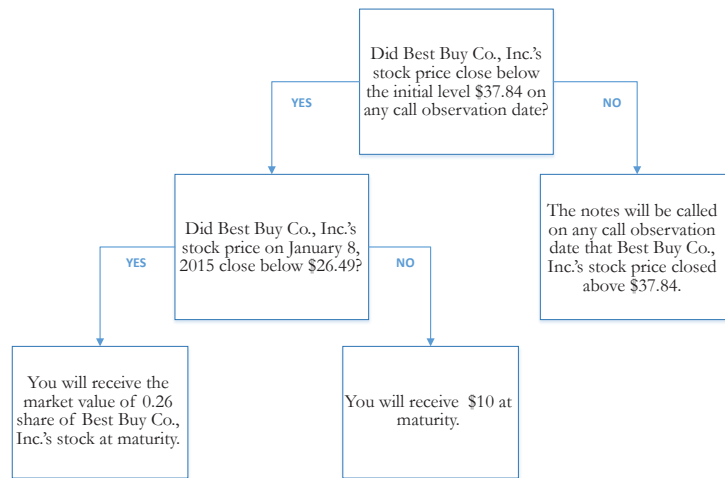 Did Best Buy Co., Inc.'s
stock price close below
the initial level $37.84 on
any call observation date?
YES
NO
Did Best Buy Co., Inc.'s
stock price on January 8,
2015 close below $26.49?
The notes will be called
on any call observation
date that Best Buy Co.,
Inc.'s stock price closed
above $37.84.
YES
NO
You will receive the
market value of 0.26
share of Best Buy Co.,
Inc.'s stock at maturity.
You will receive $10 at
maturity.